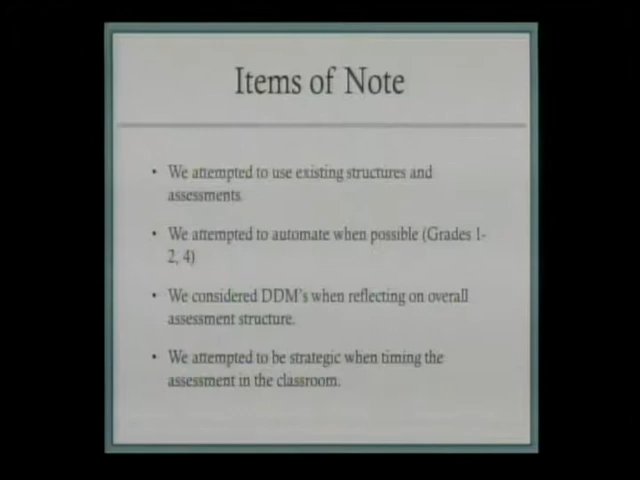 Items of Note
• We attempted to use existing structures and
assessments.
• We attempted to automate when possible (Grades 1-
2, 4)
• We considered DDM's when reflecting on overall
assessment structure.
• We attempted to be strategic when timing the
assessment in the classroom.